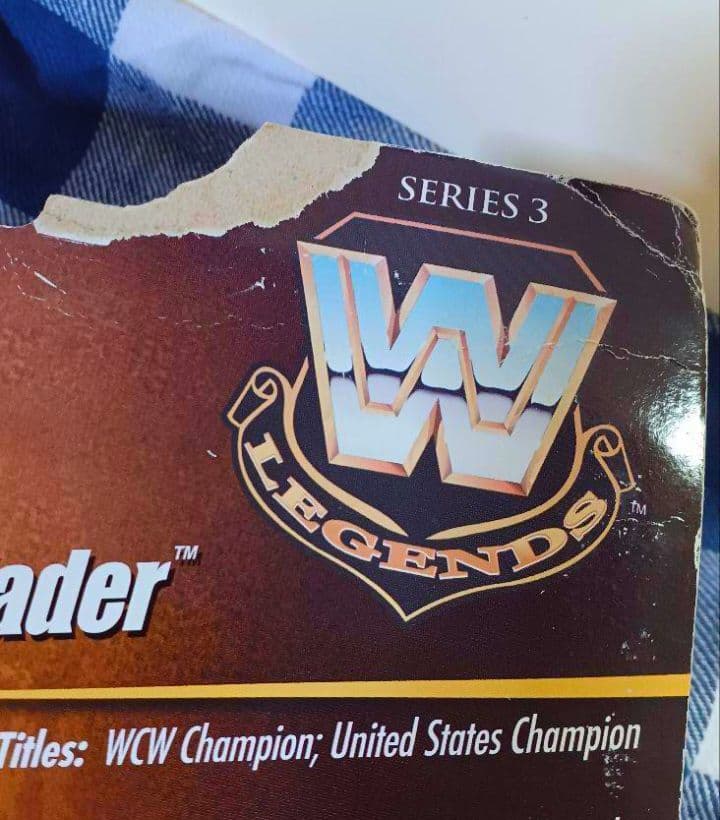 SERIES 3
W
LEGENDS
TM
ader™
Titles: WCW Champion; United States Champion